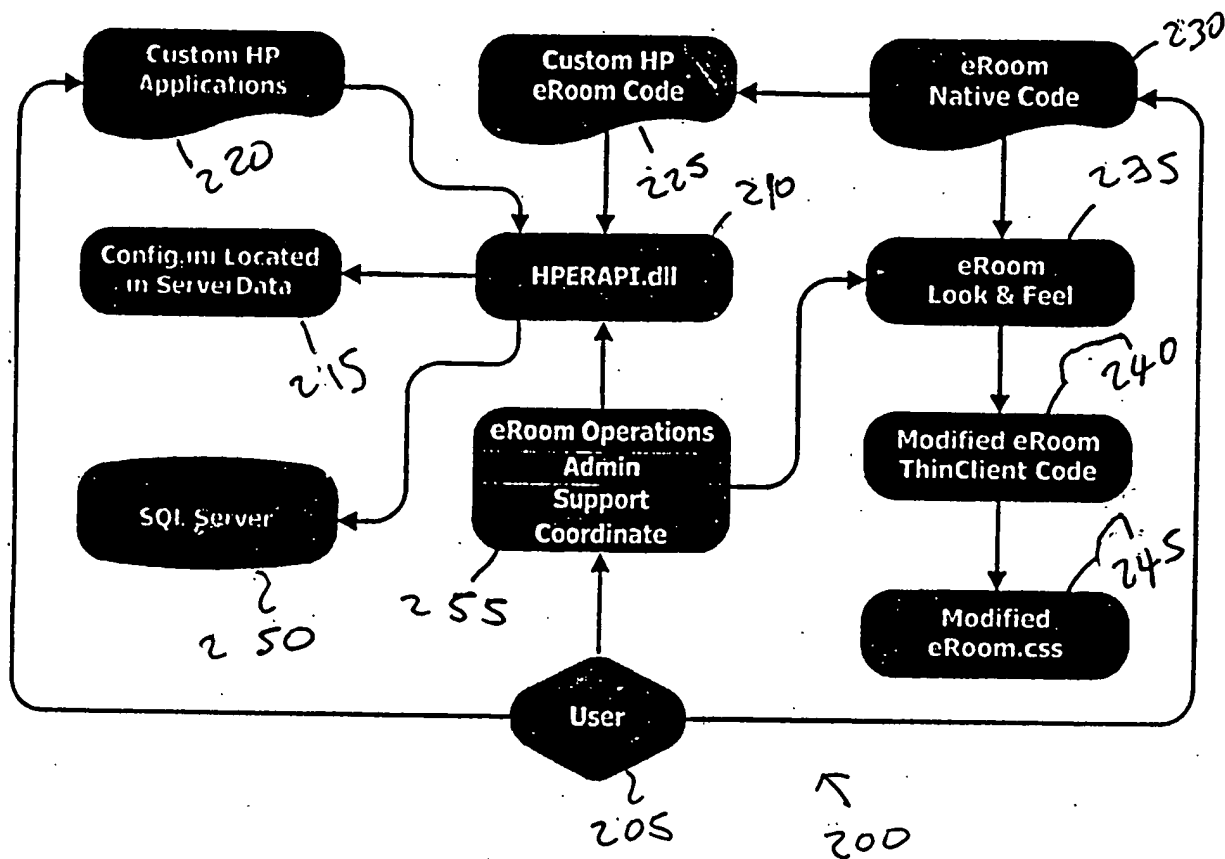 Custom HP
Applications
220
Custom HP
eRoom Code
225
eRoom
Native Code
230
Config.ini Located
in ServerData
215
HPERAPI.dll
210
eRoom
Look & Feel
235
SQL Server
250
eRoom Operations
Admin
Support
Coordinate
255
Modified eRoom
ThinClient Code
240
Modified
eRoom.css
245
User
205
200